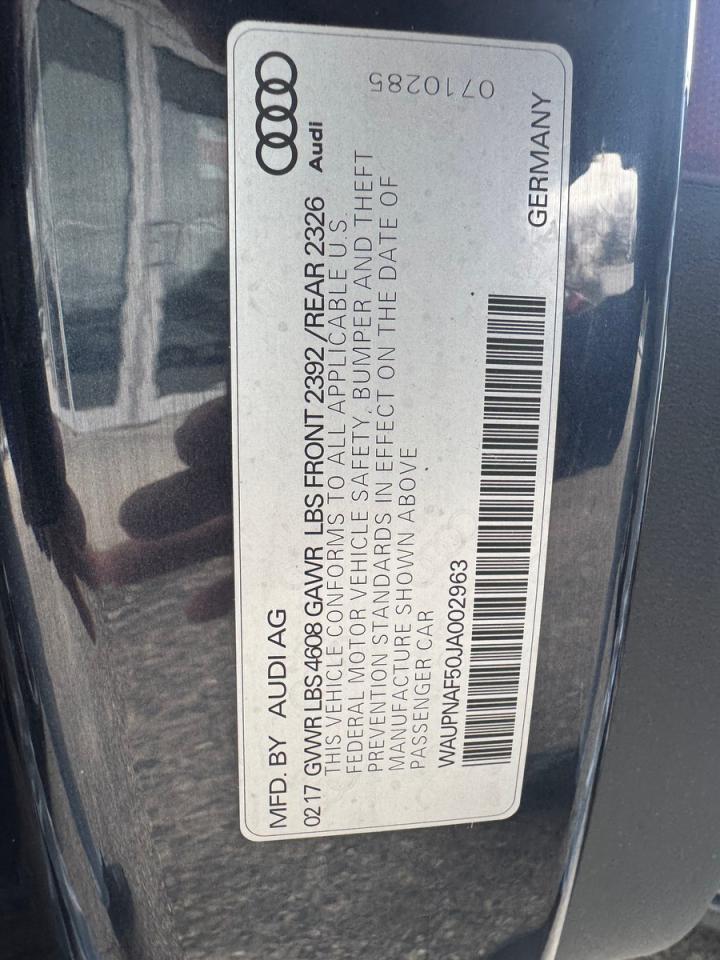 MFD. BY AUDI AG
0217 GVWR LBS 4608 GAWR LBS FRONT 2392 /REAR 2326
THIS VEHICLE CONFORMS TO ALL APPLICABLE U.S.
FEDERAL MOTOR VEHICLE SAFETY, BUMPER AND THEFT
PREVENTION STANDARDS IN EFFECT ON THE DATE OF
MANUFACTURE SHOWN ABOVE
PASSENGER CAR
WAUPNAF50JA002963
Audi
0710285
GERMANY